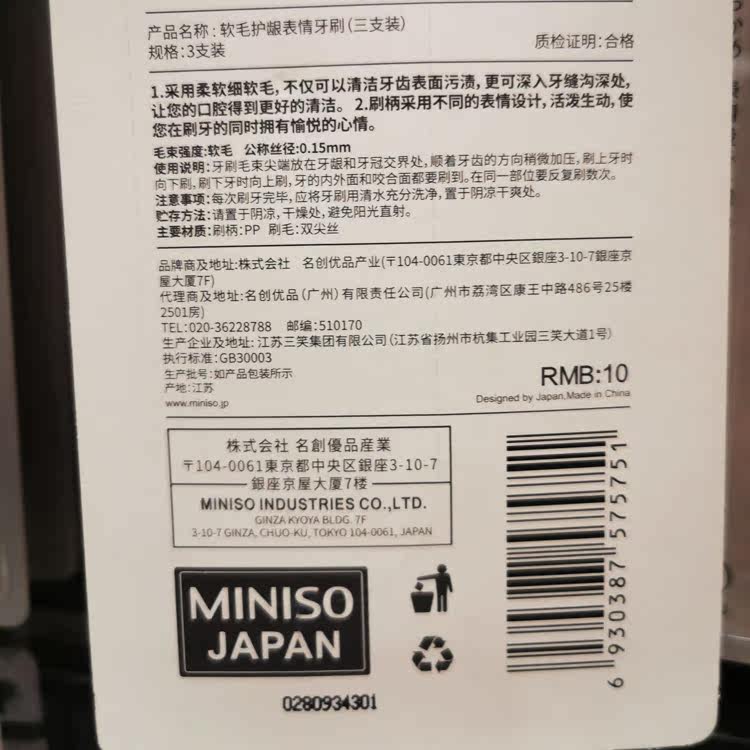 产品名称:软毛护龈表情牙刷(三支装)
规格:3支装
质检证明:合格
1.采用柔软细软毛,不仅可以清洁牙齿表面污渍,更可深入牙缝沟深处,
让您的口腔得到更好的清洁。 2.刷柄采用不同的表情设计,活泼生动,使
您在刷牙的同时拥有愉悦的心情。
毛束强度:软毛 公称丝径:0.15mm
使用说明:牙刷毛束尖端放在牙龈和牙冠交界处,顺着牙齿的方向稍微加压,刷上牙时
向下刷,刷下牙时向上刷,牙的内外面和咬合面都要刷到。在同一部位要反复刷数次。
注意事项:每次刷牙完毕,应将牙刷用清水充分洗净,置于阴凉干爽处。
贮存方法:请置于阴凉,干燥处,避免阳光直射。
主要材质:刷柄:PP 刷毛:双尖丝
品牌商及地址:株式会社 名创优品产业(〒104-0061東京都中央区銀座3-10-7銀座京
屋大厦7F)
代理商及地址:名创优品(广州)有限责任公司(广州市荔湾区康王中路486号25楼
2501房)
TEL:020-36228788 邮编:510170
生产企业及地址: 江苏三笑集团有限公司(江苏省扬州市杭集工业园三笑大道1号)
执行标准:GB30003
生产批号:如产品包装所示
产地:江苏
www.miniso.jp
RMB:10
Designed by Japan,Made in China
株式会社 名創優品産業
〒104-0061東京都中央区銀座3-10-7
銀座京屋大厦7楼
MINISO INDUSTRIES CO.,LTD.
GINZA KYOYA BLDG. 7F
3-10-7 GINZA, CHUO-KU, TOKYO 104-0061, JAPAN
MINISO
JAPAN
0280934301
6 930387 575751